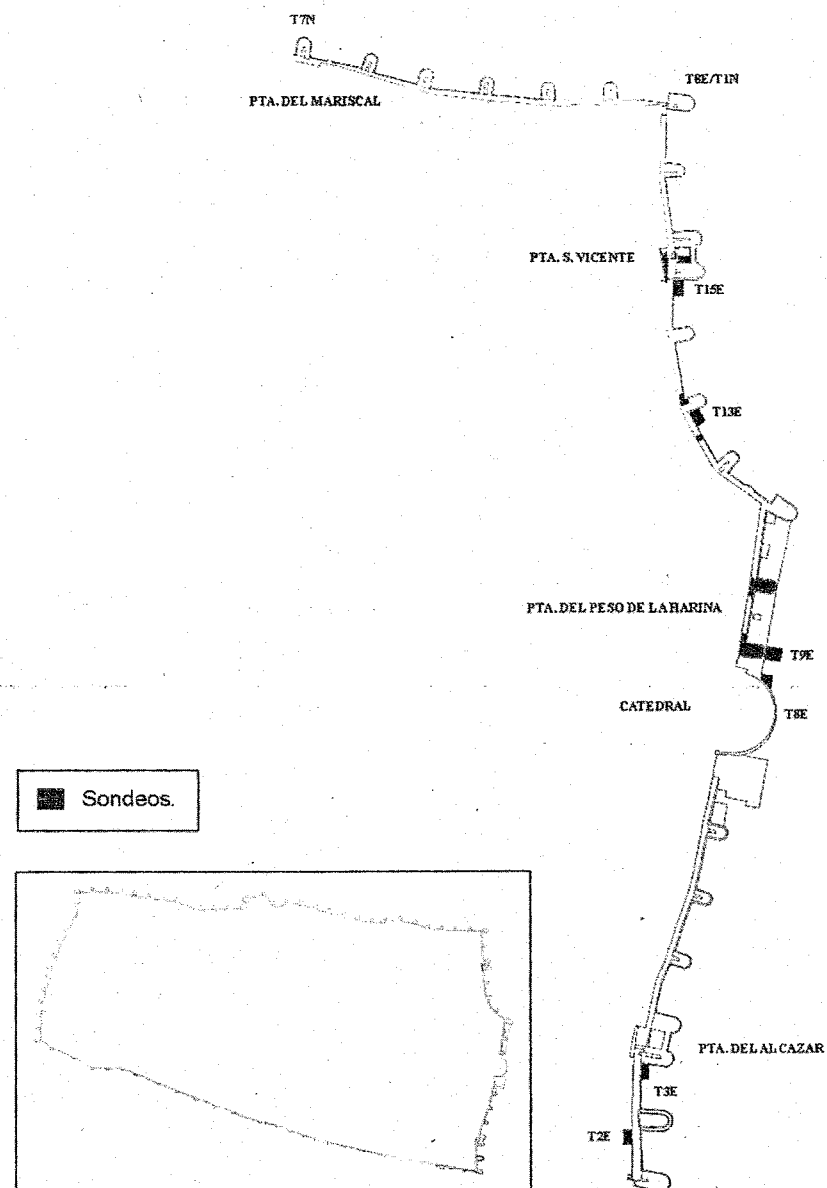 T7N
T8E/T1N
PTA. DEL MARISCAL
PTA. S. VICENTE
T15E
T13E
PTA. DEL PESO DE LA HARINA
T9E
CATEDRAL
T8E
Sondeos.
PTA. DEL ALCAZAR
T3E
T2E